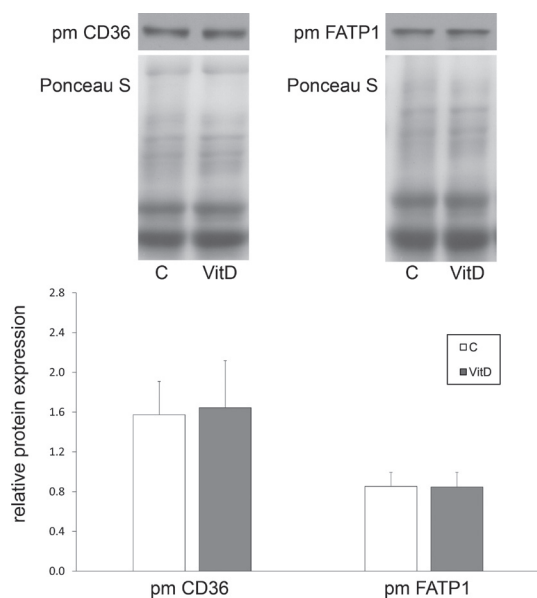 pm CD36
pm FATP1
Ponceau S
Ponceau S
C VitD
C VitD
relative protein expression
2.8
2.4
2.0
1.6
1.2
0.8
0.4
0.0
C
VitD
pm CD36
pm FATP1